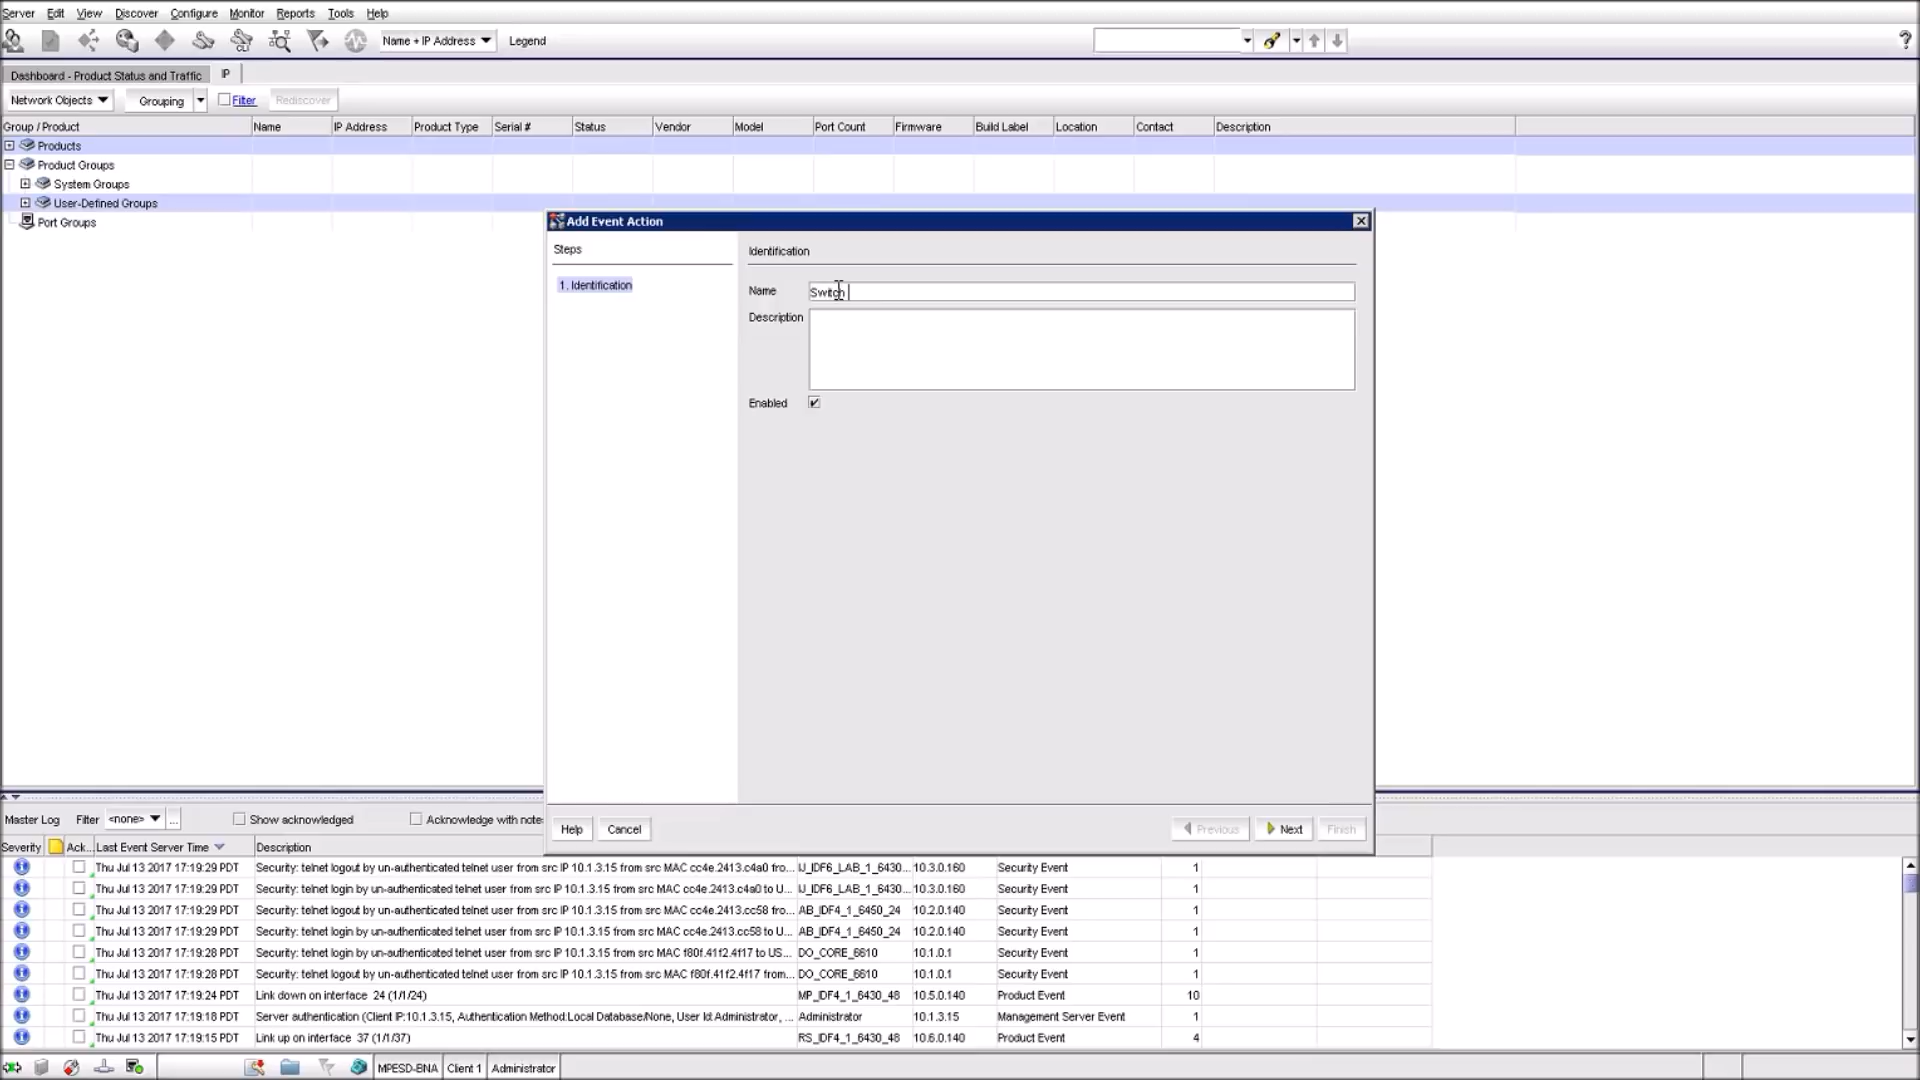 Server Edit View Discover Configure Monitor Reports Tools Help
CLI Name + IP Address Legend ?
Dashboard - Product Status and Traffic IP
Network Objects Grouping Filter Rediscover
Group / Product Name IP Address Product Type Serial # Status Vendor Model Port Count Firmware Build Label Location Contact Description
Products
Product Groups
System Groups
User-Defined Groups
Port Groups
Add Event Action
Steps
1. Identification
Identification
Name Switch
Description
Enabled
Help Cancel Previous Next Finish
Master Log Filter <none> ... Show acknowledged Acknowledge with note
Severity Ack... Last Event Server Time Description
Thu Jul 13 2017 17:19:29 PDT Security: telnet logout by un-authenticated telnet user from src IP 10.1.3.15 from src MAC cc4e.2413.c4a0 fro... IJ_IDF6_LAB_1_6430... 10.3.0.160 Security Event 1
Thu Jul 13 2017 17:19:29 PDT Security: telnet login by un-authenticated telnet user from src IP 10.1.3.15 from src MAC cc4e.2413.c4a0 to U... IJ_IDF6_LAB_1_6430... 10.3.0.160 Security Event 1
Thu Jul 13 2017 17:19:29 PDT Security: telnet logout by un-authenticated telnet user from src IP 10.1.3.15 from src MAC cc4e.2413.cc58 fro... AB_IDF4_1_6450_24 10.2.0.140 Security Event 1
Thu Jul 13 2017 17:19:29 PDT Security: telnet login by un-authenticated telnet user from src IP 10.1.3.15 from src MAC cc4e.2413.cc58 to U... AB_IDF4_1_6450_24 10.2.0.140 Security Event 1
Thu Jul 13 2017 17:19:28 PDT Security: telnet login by un-authenticated telnet user from src IP 10.1.3.15 from src MAC f80f.41f2.4f17 to US... DO_CORE_6610 10.1.0.1 Security Event 1
Thu Jul 13 2017 17:19:28 PDT Security: telnet logout by un-authenticated telnet user from src IP 10.1.3.15 from src MAC f80f.41f2.4f17 from... DO_CORE_6610 10.1.0.1 Security Event 1
Thu Jul 13 2017 17:19:24 PDT Link down on interface 24 (1/1/24) MP_IDF4_1_6430_48 10.5.0.140 Product Event 10
Thu Jul 13 2017 17:19:18 PDT Server authentication (Client IP:10.1.3.15, Authentication Method:Local Database/None, User Id:Administrator, ... Administrator 10.1.3.15 Management Server Event 1
Thu Jul 13 2017 17:19:15 PDT Link up on interface 37 (1/1/37) RS_IDF4_1_6430_48 10.6.0.140 Product Event 4
MPESD-BNA Client 1 Administrator